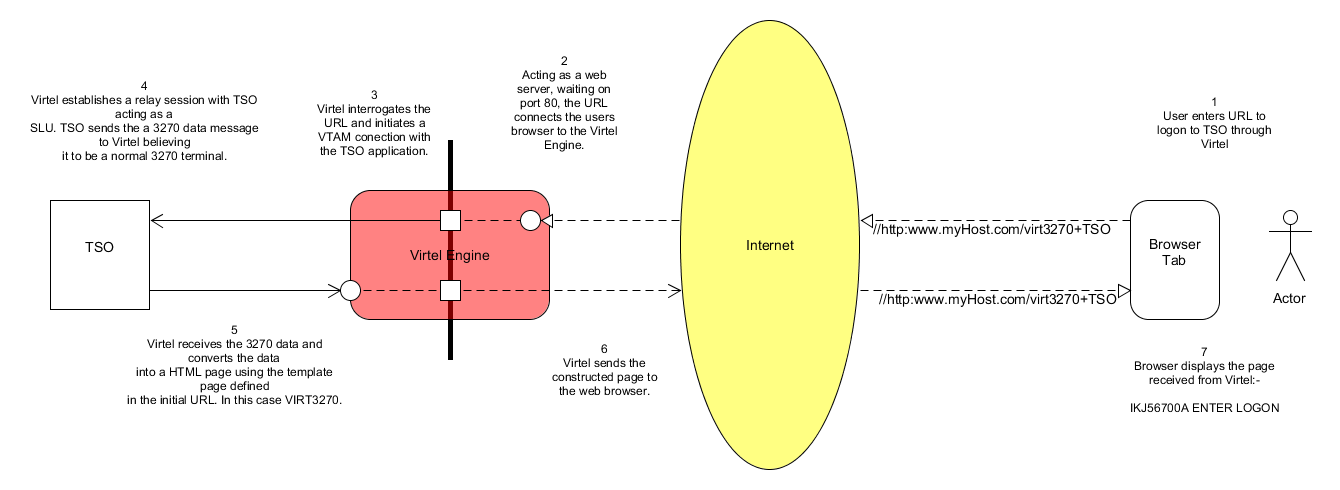 1
User enters URL to
logon to TSO through
Virtel
2
Acting as a web
server, waiting on
port 80, the URL
connects the users
browser to the Virtel
Engine.
3
Virtel interrogates the
URL and initiates a
VTAM conection with
the TSO application.
4
Virtel establishes a relay session with TSO
acting as a
SLU. TSO sends the a 3270 data message
to Virtel believing
it to be a normal 3270 terminal.
TSO
Virtel Engine
Internet
//http:www.myHost.com/virt3270+TSO
//http:www.myHost.com/virt3270+TSO
Browser
Tab
Actor
5
Virtel receives the 3270 data and
converts the data
into a HTML page using the template
page defined
in the initial URL. In this case VIRT3270.
6
Virtel sends the
constructed page to
the web browser.
7
Browser displays the page
received from Virtel:-
IKJ56700A ENTER LOGON